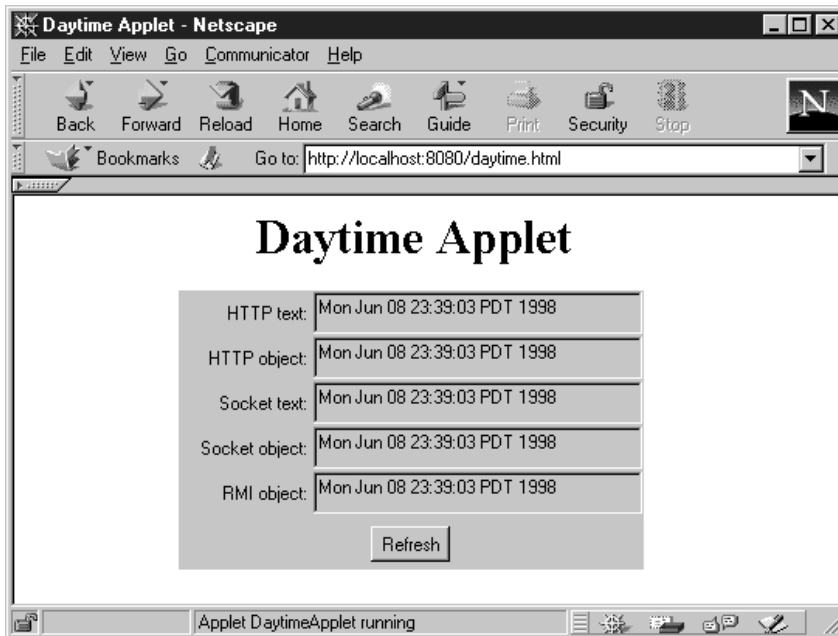 Daytime Applet - Netscape
File Edit View Go Communicator Help
Back Forward Reload Home Search Guide Print Security Stop
N
Bookmarks Go to: http://localhost:8080/daytime.html
Daytime Applet
HTTP text: Mon Jun 08 23:39:03 PDT 1998
HTTP object: Mon Jun 08 23:39:03 PDT 1998
Socket text: Mon Jun 08 23:39:03 PDT 1998
Socket object: Mon Jun 08 23:39:03 PDT 1998
RMI object: Mon Jun 08 23:39:03 PDT 1998
Refresh
Applet DaytimeApplet running